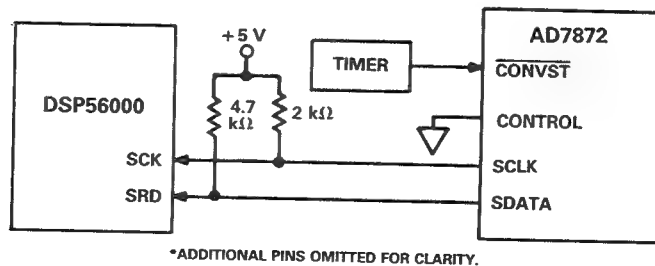 +5 V
AD7872
TIMER
CONVST
DSP56000
4.7
kΩ
2 kΩ
CONTROL
SCK
SCLK
SRD
SDATA
*ADDITIONAL PINS OMITTED FOR CLARITY.